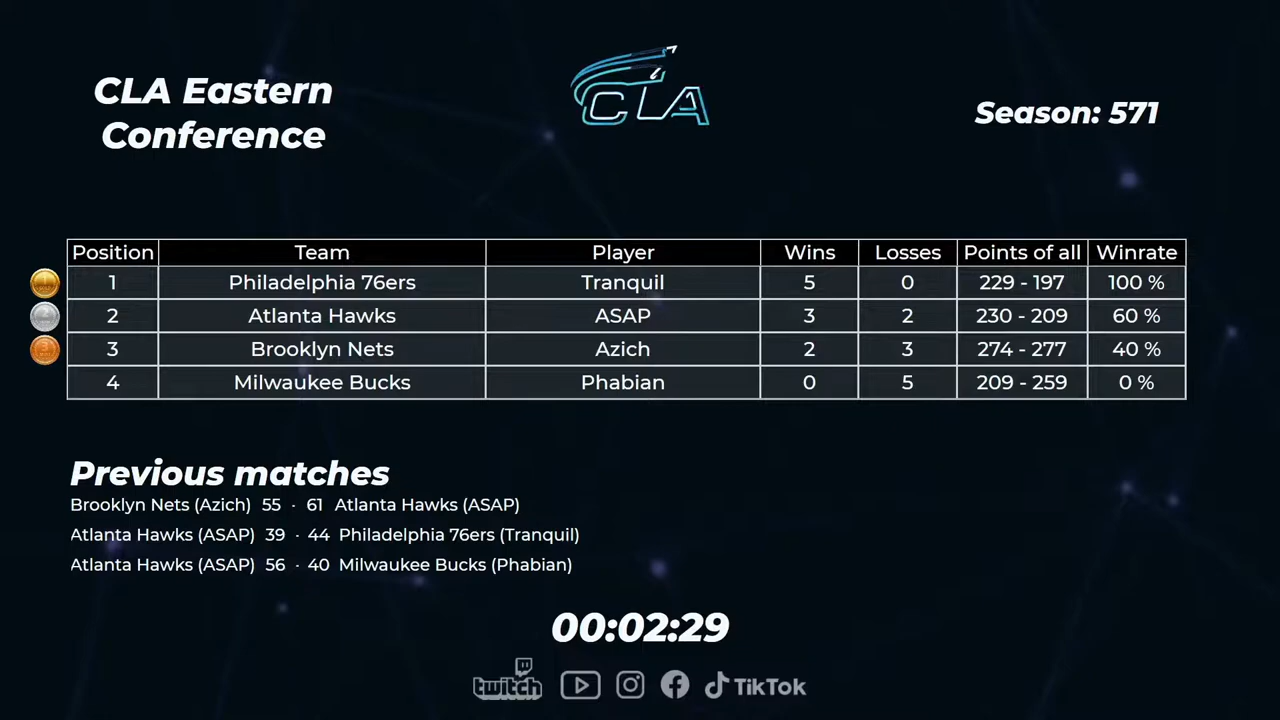 CLA Eastern
Conference
CLA
Season: 571
Position Team Player Wins Losses Points of all Winrate
1 Philadelphia 76ers Tranquil 5 0 229 - 197 100 %
2 Atlanta Hawks ASAP 3 2 230 - 209 60 %
3 Brooklyn Nets Azich 2 3 274 - 277 40 %
4 Milwaukee Bucks Phabian 0 5 209 - 259 0 %
Previous matches
Brooklyn Nets (Azich) 55 · 61 Atlanta Hawks (ASAP)
Atlanta Hawks (ASAP) 39 · 44 Philadelphia 76ers (Tranquil)
Atlanta Hawks (ASAP) 56 · 40 Milwaukee Bucks (Phabian)
00:02:29
twitch TikTok